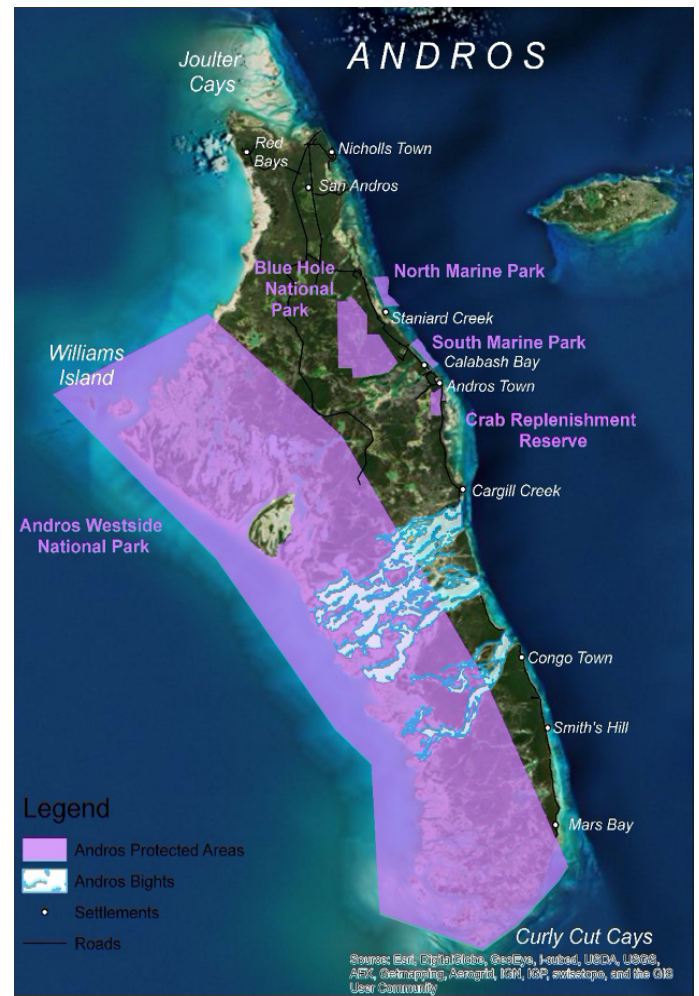 ANDROS
Joulter
Cays
Red
Bays
Nicholls Town
San Andros
Blue Hole
National
Park
North Marine Park
Staniard Creek
South Marine Park
Williams
Island
Calabash Bay
Andros Town
Crab Replenishment
Reserve
Cargill Creek
Andros Westside
National Park
Congo Town
Smith's Hill
Mars Bay
Legend
Andros Protected Areas
Andros Bights
Settlements
Roads
Curly Cut Cays
Source: Esri, DigitalGlobe, GeoEye, i-cubed, USDA, USGS,
AEX, Getmapping, Aerogrid, IGN, IGP, swisstopo, and the GIS
User Community